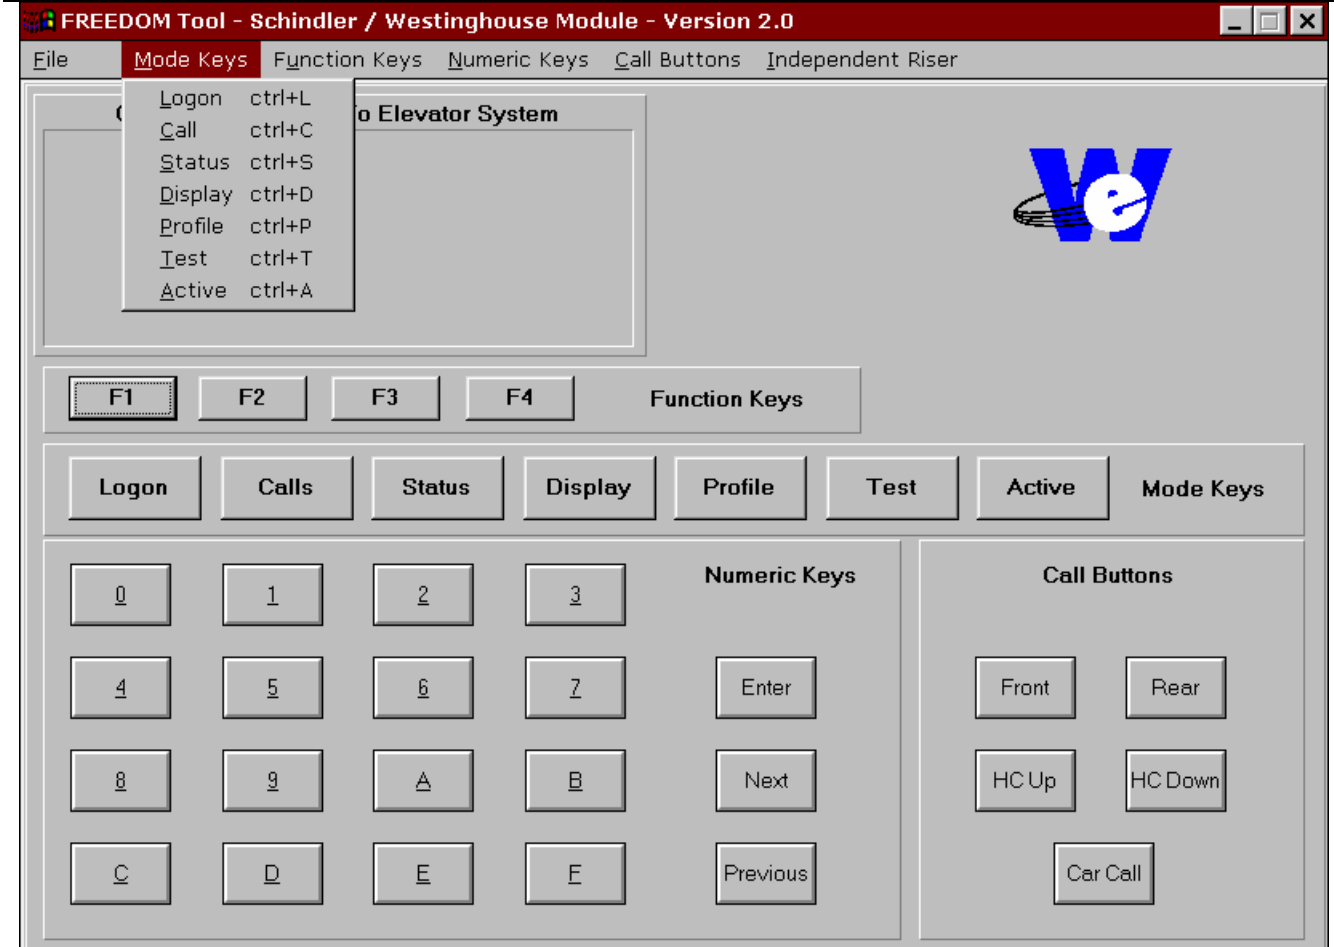 FREEDOM Tool - Schindler / Westinghouse Module - Version 2.0
File Mode Keys Function Keys Numeric Keys Call Buttons Independent Riser
Logon ctrl+L
Call ctrl+C
Status ctrl+S
Display ctrl+D
Profile ctrl+P
Test ctrl+T
Active ctrl+A
o Elevator System
We
F1 F2 F3 F4 Function Keys
Logon Calls Status Display Profile Test Active Mode Keys
Numeric Keys
0 1 2 3
4 5 6 7 Enter
8 9 A B Next
C D E F Previous
Call Buttons
Front Rear
HC Up HC Down
Car Call